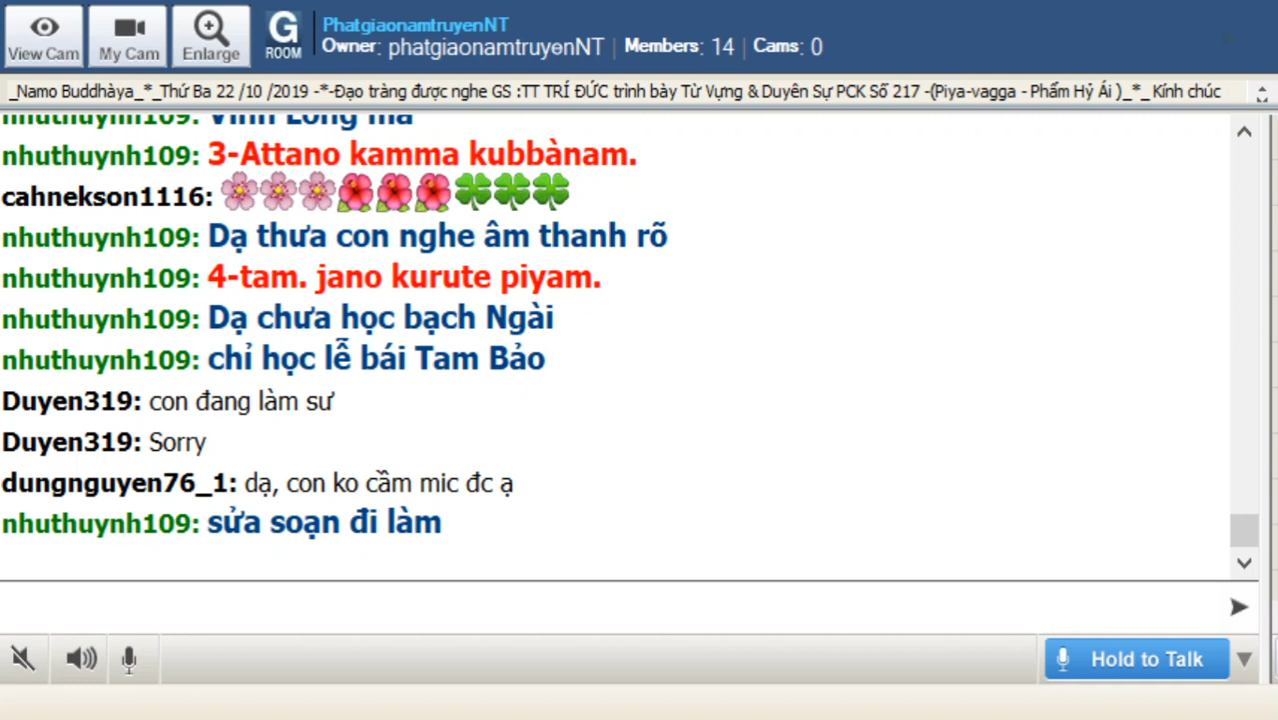 View Cam
My Cam
Enlarge
G
ROOM
PhatgiaonamtruyenNT
Owner: phatgiaonamtruyenNT | Members: 14 | Cams: 0
_Namo Buddhàya_*_Thứ Ba 22 /10 /2019 -*-Đạo tràng được nghe GS :TT TRÍ ĐỨC trình bày Từ Vựng & Duyên Sự PCK Số 217 -(Piya-vagga - Phẩm Hỷ Ái )_*_ Kính chúc
nhuthuynh109: Vĩnh Long mà
nhuthuynh109: 3-Attano kamma kubbànam.
cahnekson1116: 🌸🌸🌸🌺🌺🌺🍀🍀🍀
nhuthuynh109: Dạ thưa con nghe âm thanh rõ
nhuthuynh109: 4-tam. jano kurute piyam.
nhuthuynh109: Dạ chưa học bạch Ngài
nhuthuynh109: chỉ học lễ bái Tam Bảo
Duyen319: con đang làm sư
Duyen319: Sorry
dungnguyen76_1: dạ, con ko cầm mic đc ạ
nhuthuynh109: sửa soạn đi làm
Hold to Talk